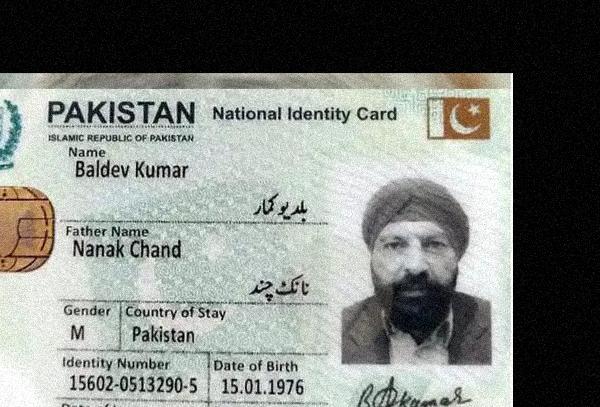 PAKISTAN National Identity Card
ISLAMIC REPUBLIC OF PAKISTAN
Name
Baldev Kumar
بلدیو کمار
Father Name
Nanak Chand
نانک چند
Gender Country of Stay
M Pakistan
Identity Number Date of Birth
15602-0513290-5 15.01.1976